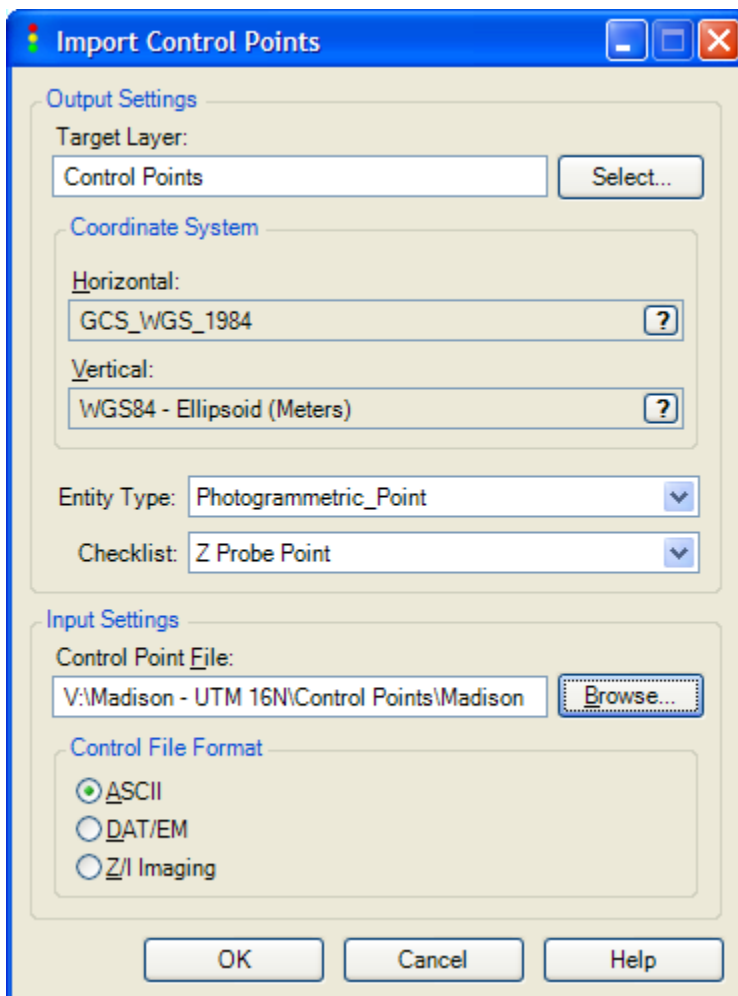 Import Control Points
Output Settings
Target Layer:
Control Points
Select...
Coordinate System
Horizontal:
GCS_WGS_1984
?
Vertical:
WGS84 - Ellipsoid (Meters)
?
Entity Type: Photogrammetric_Point
Checklist: Z Probe Point
Input Settings
Control Point File:
V:\Madison - UTM 16N\Control Points\Madison
Browse...
Control File Format
ASCII
DAT/EM
Z/I Imaging
OK Cancel Help